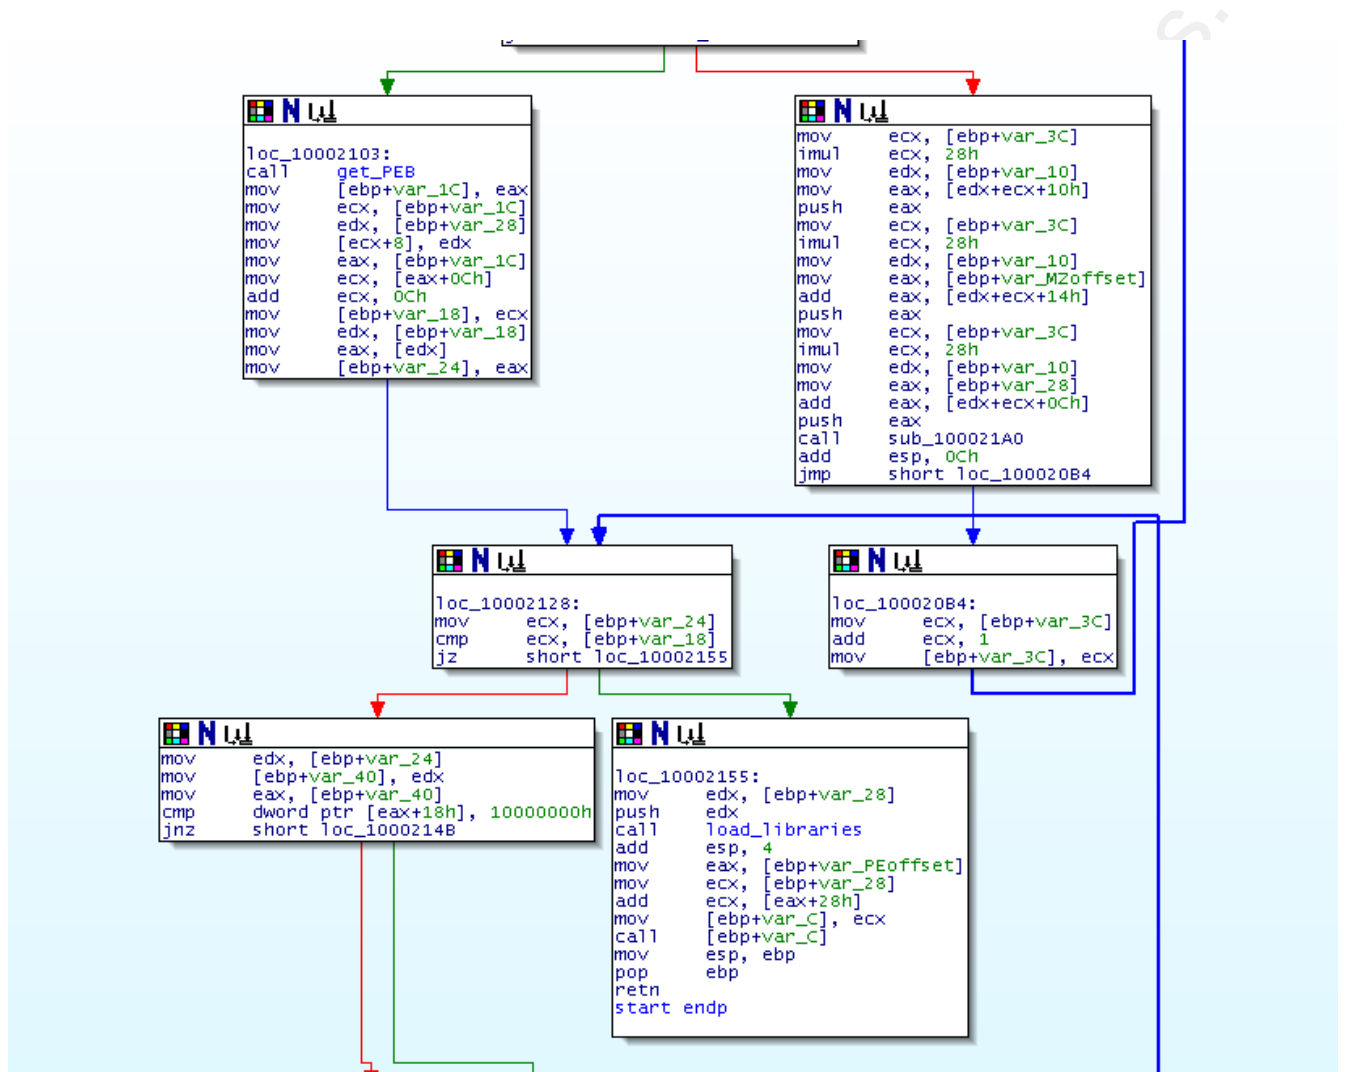 loc_10002103:
call get_PEB
mov [ebp+var_1C], eax
mov ecx, [ebp+var_1C]
mov edx, [ebp+var_28]
mov [ecx+8], edx
mov eax, [ebp+var_1C]
mov ecx, [eax+0Ch]
add ecx, 0Ch
mov [ebp+var_18], ecx
mov edx, [ebp+var_18]
mov eax, [edx]
mov [ebp+var_24], eax
mov ecx, [ebp+var_3C]
imul ecx, 28h
mov edx, [ebp+var_10]
mov eax, [edx+ecx+10h]
push eax
mov ecx, [ebp+var_3C]
imul ecx, 28h
mov edx, [ebp+var_10]
mov eax, [ebp+var_MZoffset]
add eax, [edx+ecx+14h]
push eax
mov ecx, [ebp+var_3C]
imul ecx, 28h
mov edx, [ebp+var_10]
mov eax, [ebp+var_28]
add eax, [edx+ecx+0Ch]
push eax
call sub_100021A0
add esp, 0Ch
jmp short loc_100020B4
loc_10002128:
mov ecx, [ebp+var_24]
cmp ecx, [ebp+var_18]
jz short loc_10002155
loc_100020B4:
mov ecx, [ebp+var_3C]
add ecx, 1
mov [ebp+var_3C], ecx
mov edx, [ebp+var_24]
mov [ebp+var_40], edx
mov eax, [ebp+var_40]
cmp dword ptr [eax+18h], 10000000h
jnz short loc_1000214B
loc_10002155:
mov edx, [ebp+var_28]
push edx
call load_libraries
add esp, 4
mov eax, [ebp+var_PEoffset]
mov ecx, [ebp+var_28]
add ecx, [eax+28h]
mov [ebp+var_C], ecx
call [ebp+var_C]
mov esp, ebp
pop ebp
retn
start endp